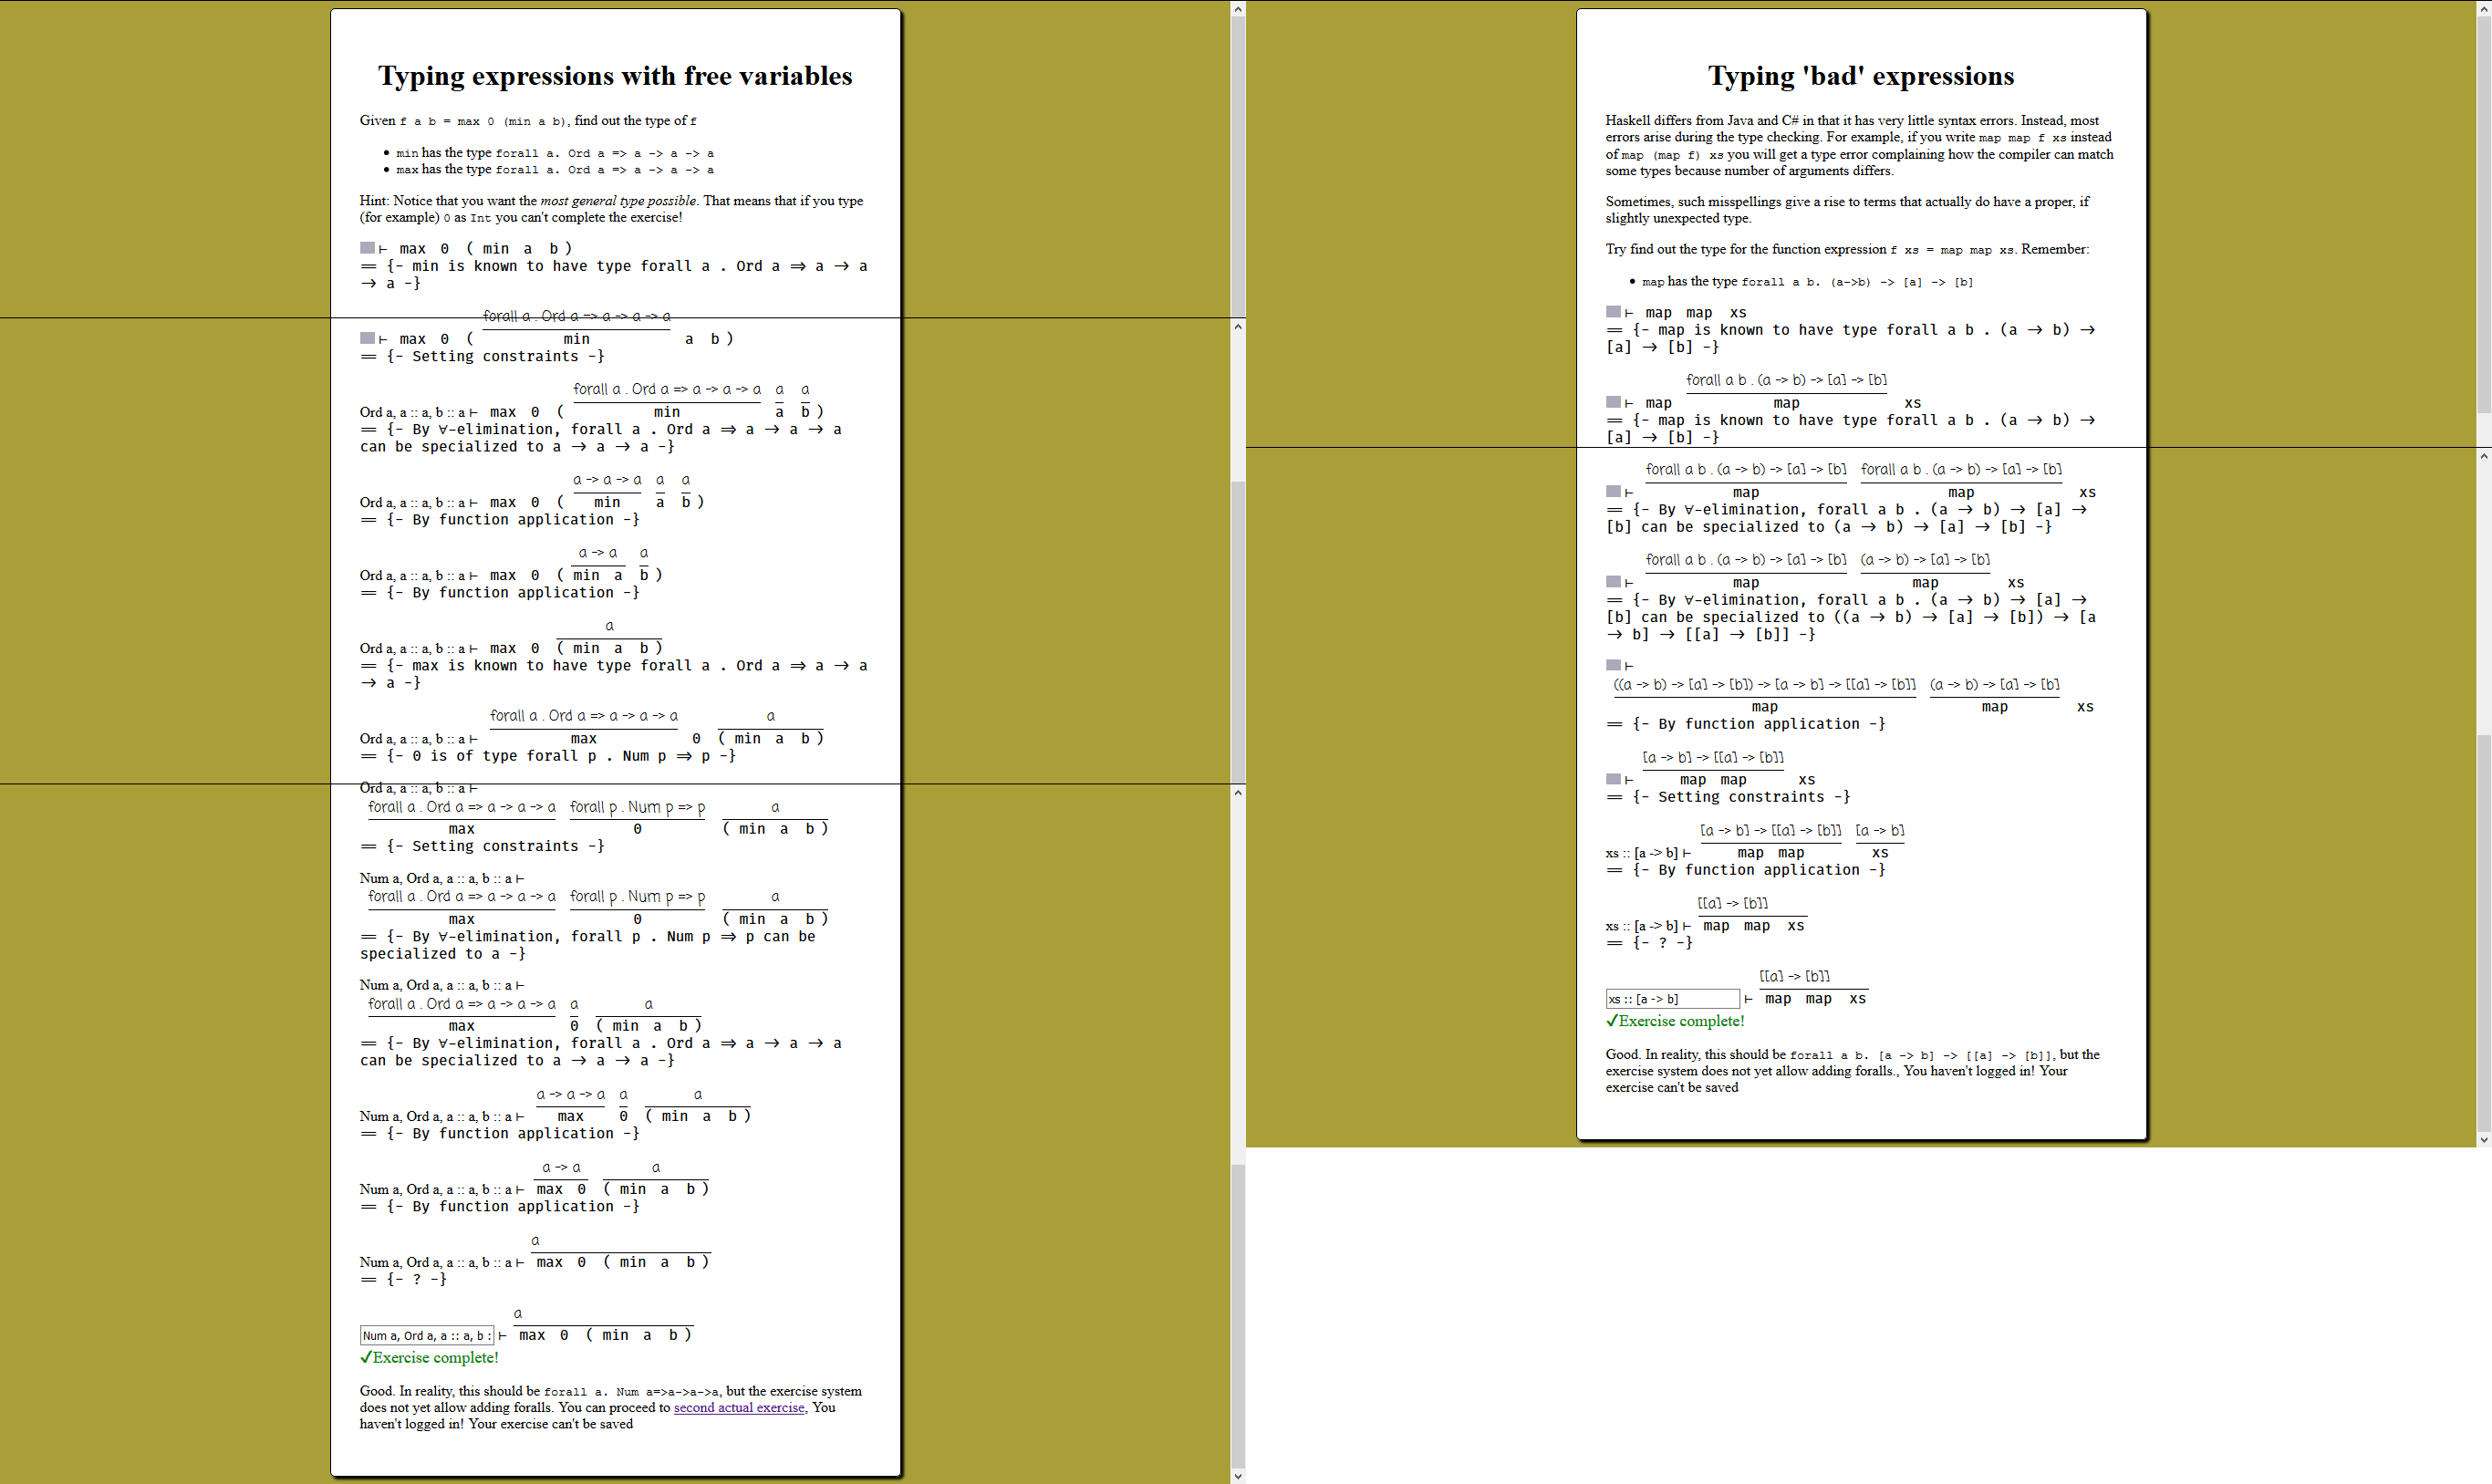 Typing expressions with free variables
Given f a b = max 0 (min a b), find out the type of f
• min has the type forall a. Ord a => a -> a -> a
• max has the type forall a. Ord a => a -> a -> a
Hint: Notice that you want the most general type possible. That means that if you type
(for example) 0 as Int you can't complete the exercise!
⊢ max 0 ( min a b )
== {- min is known to have type forall a . Ord a ⇒ a → a
→ a -}
forall a . Ord a => a -> a -> a
⊢ max 0 ( min a b )
== {- Setting constraints -}
forall a . Ord a => a -> a -> a a a
Ord a, a :: a, b :: a ⊢ max 0 ( min a b )
== {- By ∀-elimination, forall a . Ord a ⇒ a → a → a
can be specialized to a → a → a -}
a -> a -> a a a
Ord a, a :: a, b :: a ⊢ max 0 ( min a b )
== {- By function application -}
a -> a a
Ord a, a :: a, b :: a ⊢ max 0 ( min a b )
== {- By function application -}
a
Ord a, a :: a, b :: a ⊢ max 0 ( min a b )
== {- max is known to have type forall a . Ord a ⇒ a → a
→ a -}
forall a . Ord a => a -> a -> a a
Ord a, a :: a, b :: a ⊢ max 0 ( min a b )
== {- 0 is of type forall p . Num p ⇒ p -}
Ord a, a :: a, b :: a ⊢
forall a . Ord a => a -> a -> a forall p . Num p => p a
max 0 ( min a b )
== {- Setting constraints -}
Num a, Ord a, a :: a, b :: a ⊢
forall a . Ord a => a -> a -> a forall p . Num p => p a
max 0 ( min a b )
== {- By ∀-elimination, forall p . Num p ⇒ p can be
specialized to a -}
Num a, Ord a, a :: a, b :: a ⊢
forall a . Ord a => a -> a -> a a a
max 0 ( min a b )
== {- By ∀-elimination, forall a . Ord a ⇒ a → a → a
can be specialized to a → a → a -}
a -> a -> a a a
Num a, Ord a, a :: a, b :: a ⊢ max 0 ( min a b )
== {- By function application -}
a -> a a
Num a, Ord a, a :: a, b :: a ⊢ max 0 ( min a b )
== {- By function application -}
a
Num a, Ord a, a :: a, b :: a ⊢ max 0 ( min a b )
== {- ? -}
a
Num a, Ord a, a :: a, b : ⊢ max 0 ( min a b )
✓Exercise complete!
Good. In reality, this should be forall a. Num a=>a->a->a, but the exercise system
does not yet allow adding foralls. You can proceed to second actual exercise, You
haven't logged in! Your exercise can't be saved
Typing 'bad' expressions
Haskell differs from Java and C# in that it has very little syntax errors. Instead, most
errors arise during the type checking. For example, if you write map map f xs instead
of map (map f) xs you will get a type error complaining how the compiler can match
some types because number of arguments differs.
Sometimes, such misspellings give a rise to terms that actually do have a proper, if
slightly unexpected type.
Try find out the type for the function expression f xs = map map xs. Remember:
• map has the type forall a b. (a->b) -> [a] -> [b]
⊢ map map xs
== {- map is known to have type forall a b . (a → b) →
[a] → [b] -}
forall a b . (a -> b) -> [a] -> [b]
⊢ map map xs
== {- map is known to have type forall a b . (a → b) →
[a] → [b] -}
forall a b . (a -> b) -> [a] -> [b] forall a b . (a -> b) -> [a] -> [b]
⊢ map map xs
== {- By ∀-elimination, forall a b . (a → b) → [a] →
[b] can be specialized to (a → b) → [a] → [b] -}
forall a b . (a -> b) -> [a] -> [b] (a -> b) -> [a] -> [b]
⊢ map map xs
== {- By ∀-elimination, forall a b . (a → b) → [a] →
[b] can be specialized to ((a → b) → [a] → [b]) → [a
→ b] → [[a] → [b]] -}
⊢
((a -> b) -> [a] -> [b]) -> [a -> b] -> [[a] -> [b]] (a -> b) -> [a] -> [b]
map map xs
== {- By function application -}
[a -> b] -> [[a] -> [b]]
⊢ map map xs
== {- Setting constraints -}
[a -> b] -> [[a] -> [b]] [a -> b]
xs :: [a -> b] ⊢ map map xs
== {- By function application -}
[[a] -> [b]]
xs :: [a -> b] ⊢ map map xs
== {- ? -}
[[a] -> [b]]
xs :: [a -> b] ⊢ map map xs
✓Exercise complete!
Good. In reality, this should be forall a b. [a -> b] -> [[a] -> [b]], but the
exercise system does not yet allow adding foralls., You haven't logged in! Your
exercise can't be saved